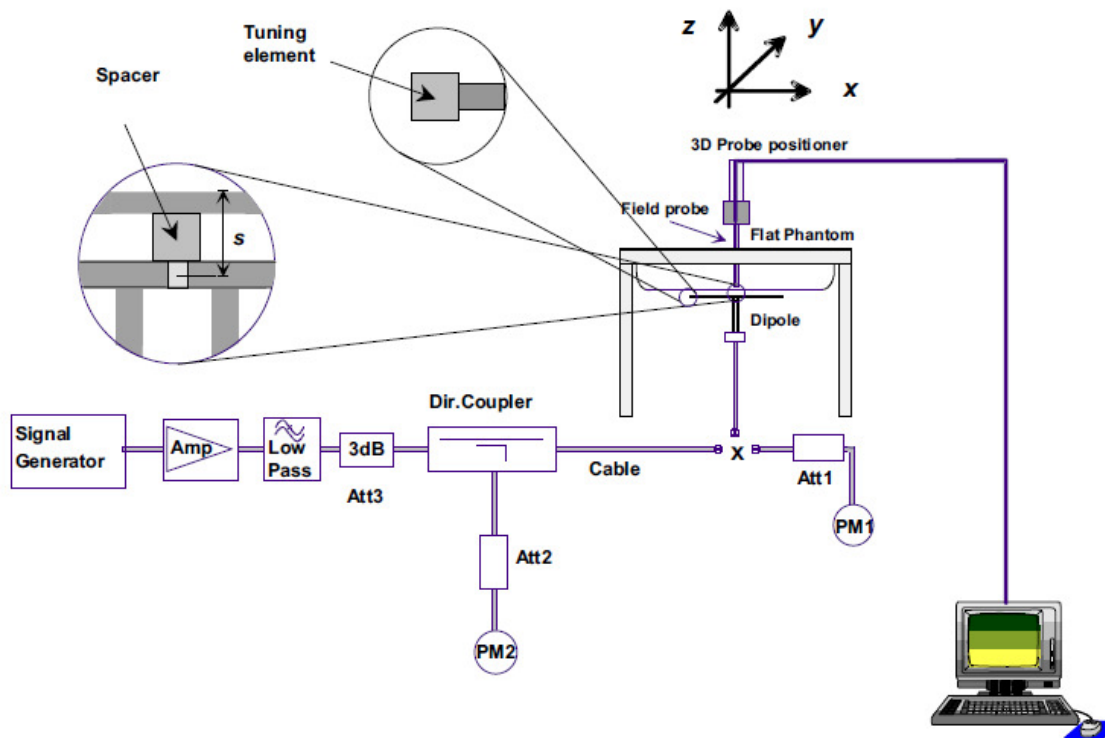 Tuning
element
Spacer
s
z
y
x
3D Probe positioner
Field probe
Flat Phantom
Dipole
Dir.Coupler
Signal
Generator
Amp
Low
Pass
3dB
Att3
Cable
x
Att1
PM1
Att2
PM2